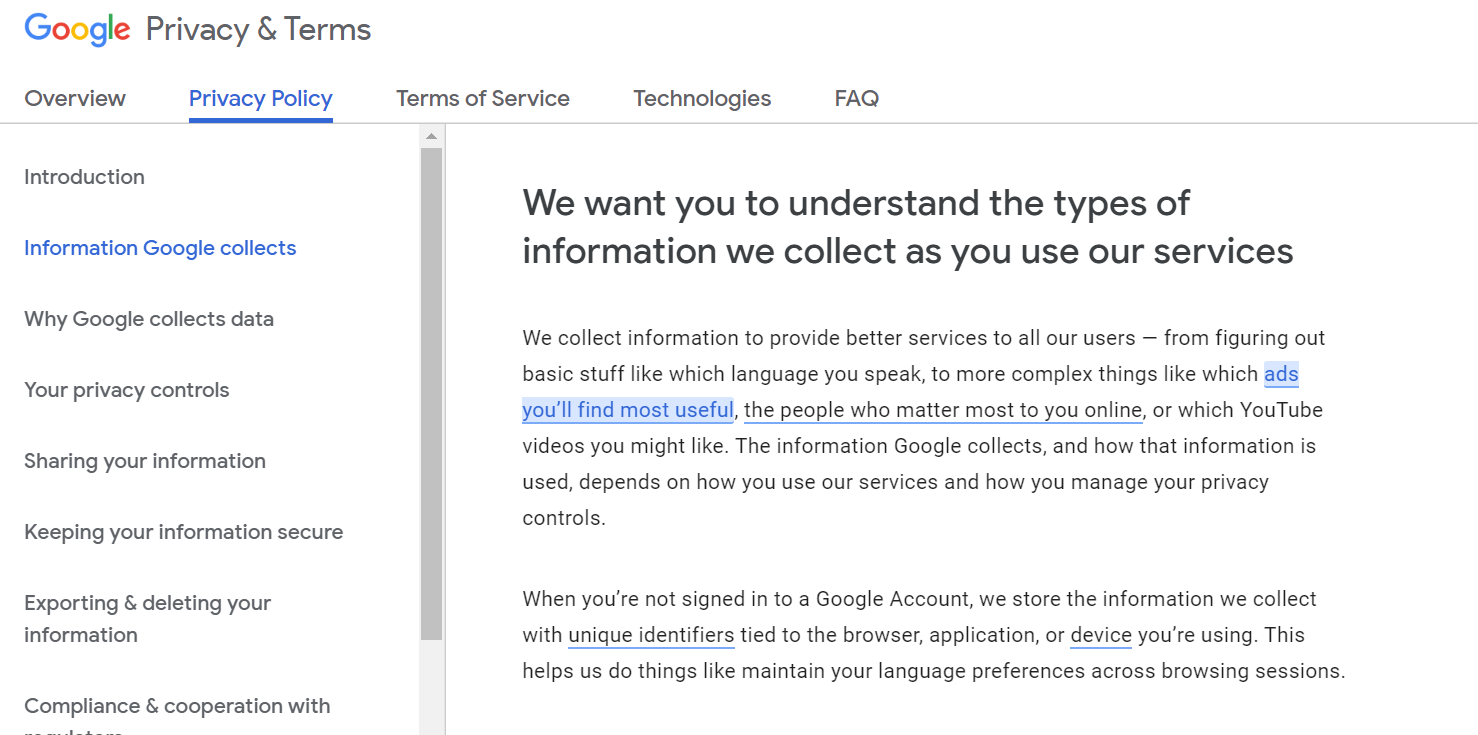 Google Privacy & Terms
Overview Privacy Policy Terms of Service Technologies FAQ
Introduction
Information Google collects
Why Google collects data
Your privacy controls
Sharing your information
Keeping your information secure
Exporting & deleting your
information
Compliance & cooperation with
We want you to understand the types of
information we collect as you use our services
We collect information to provide better services to all our users — from figuring out
basic stuff like which language you speak, to more complex things like which ads
you’ll find most useful, the people who matter most to you online, or which YouTube
videos you might like. The information Google collects, and how that information is
used, depends on how you use our services and how you manage your privacy
controls.
When you’re not signed in to a Google Account, we store the information we collect
with unique identifiers tied to the browser, application, or device you’re using. This
helps us do things like maintain your language preferences across browsing sessions.